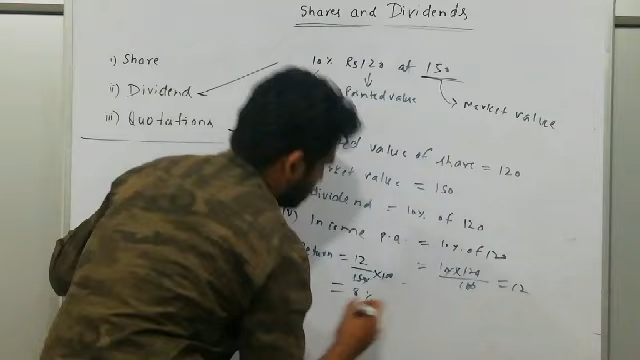 Shares and Dividends
i) Share
10% Rs 120 at 150
ii) Dividend
Printed value
Market value
iii) Quotations
value of share = 120
value = 150
dividend = 10% of 120
iv) Income p.a. = 10% of 120
= 10 x 120 / 100 = 12
= 12 / 150 x 100
= 8%